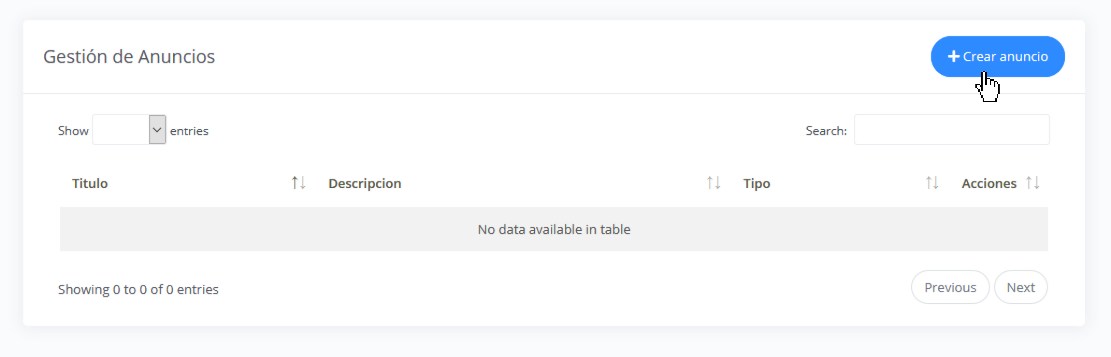 Gestión de Anuncios
Crear anuncio
Show entries
Search:
Titulo Descripcion Tipo Acciones
No data available in table
Showing 0 to 0 of 0 entries
Previous Next